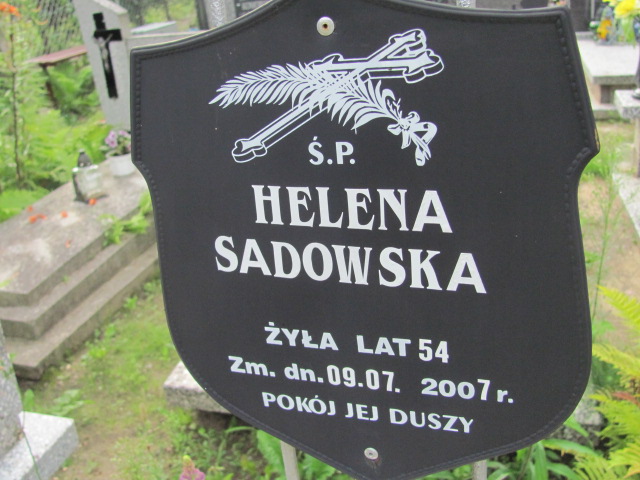 Ś.P.
HELENA
SADOWSKA
ŻYŁA LAT 54
Zm. dn. 09.07. 2007 r.
POKÓJ JEJ DUSZY